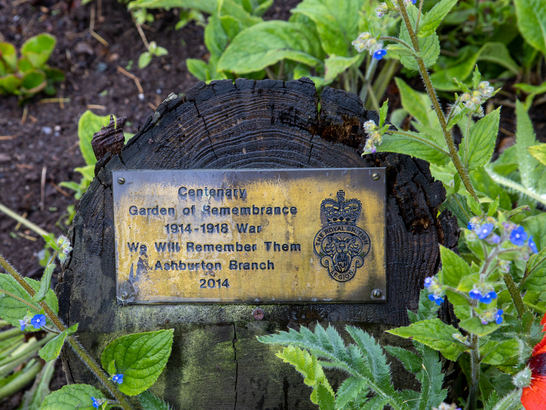 Centenary
Garden of Remembrance
1914-1918 War
We Will Remember Them
Ashburton Branch
2014
THE ROYAL BRITISH
LEGION